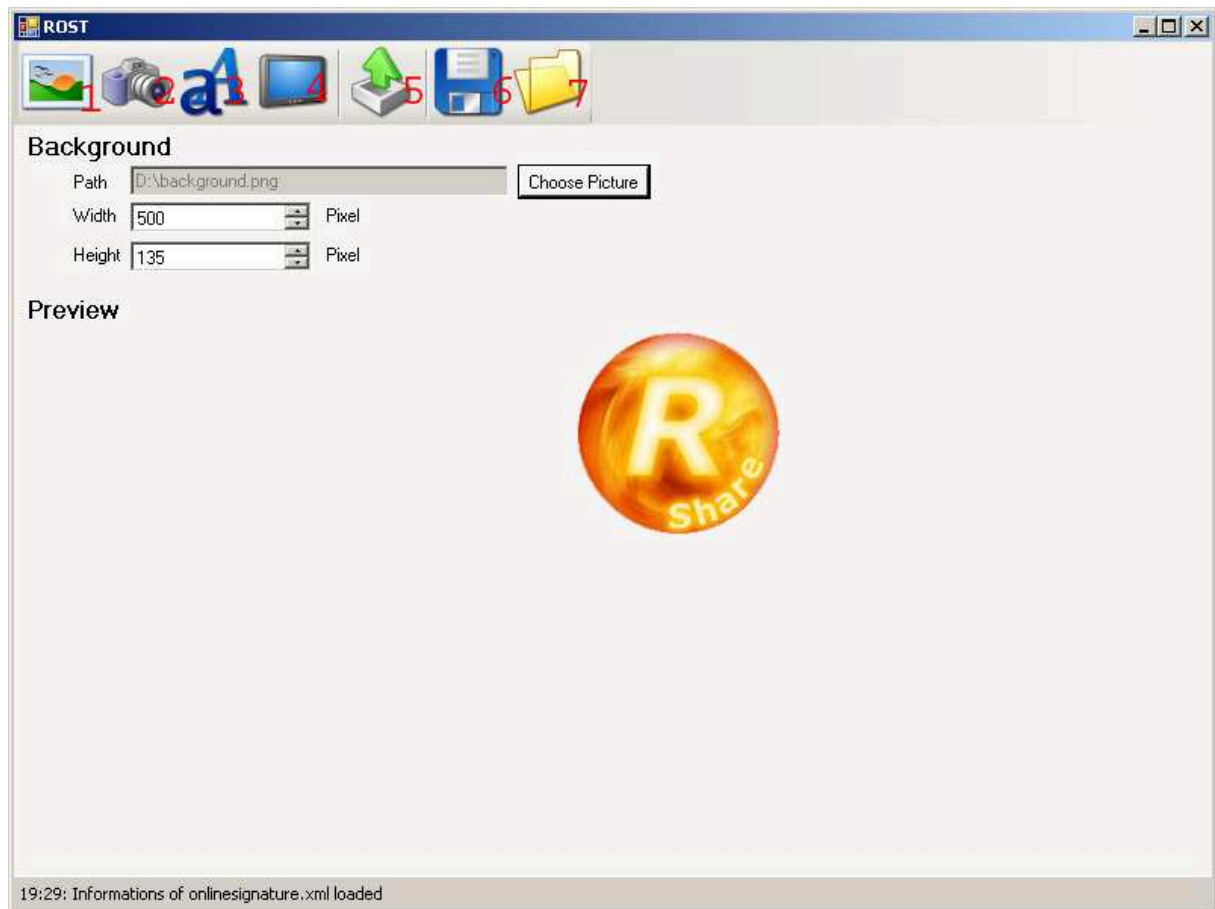 ROST
1 2 aA 3 4 5 6 7
Background
Path D:\background.png Choose Picture
Width 500 Pixel
Height 135 Pixel
Preview
R
Share
19:29: Informations of onlinesignature.xml loaded